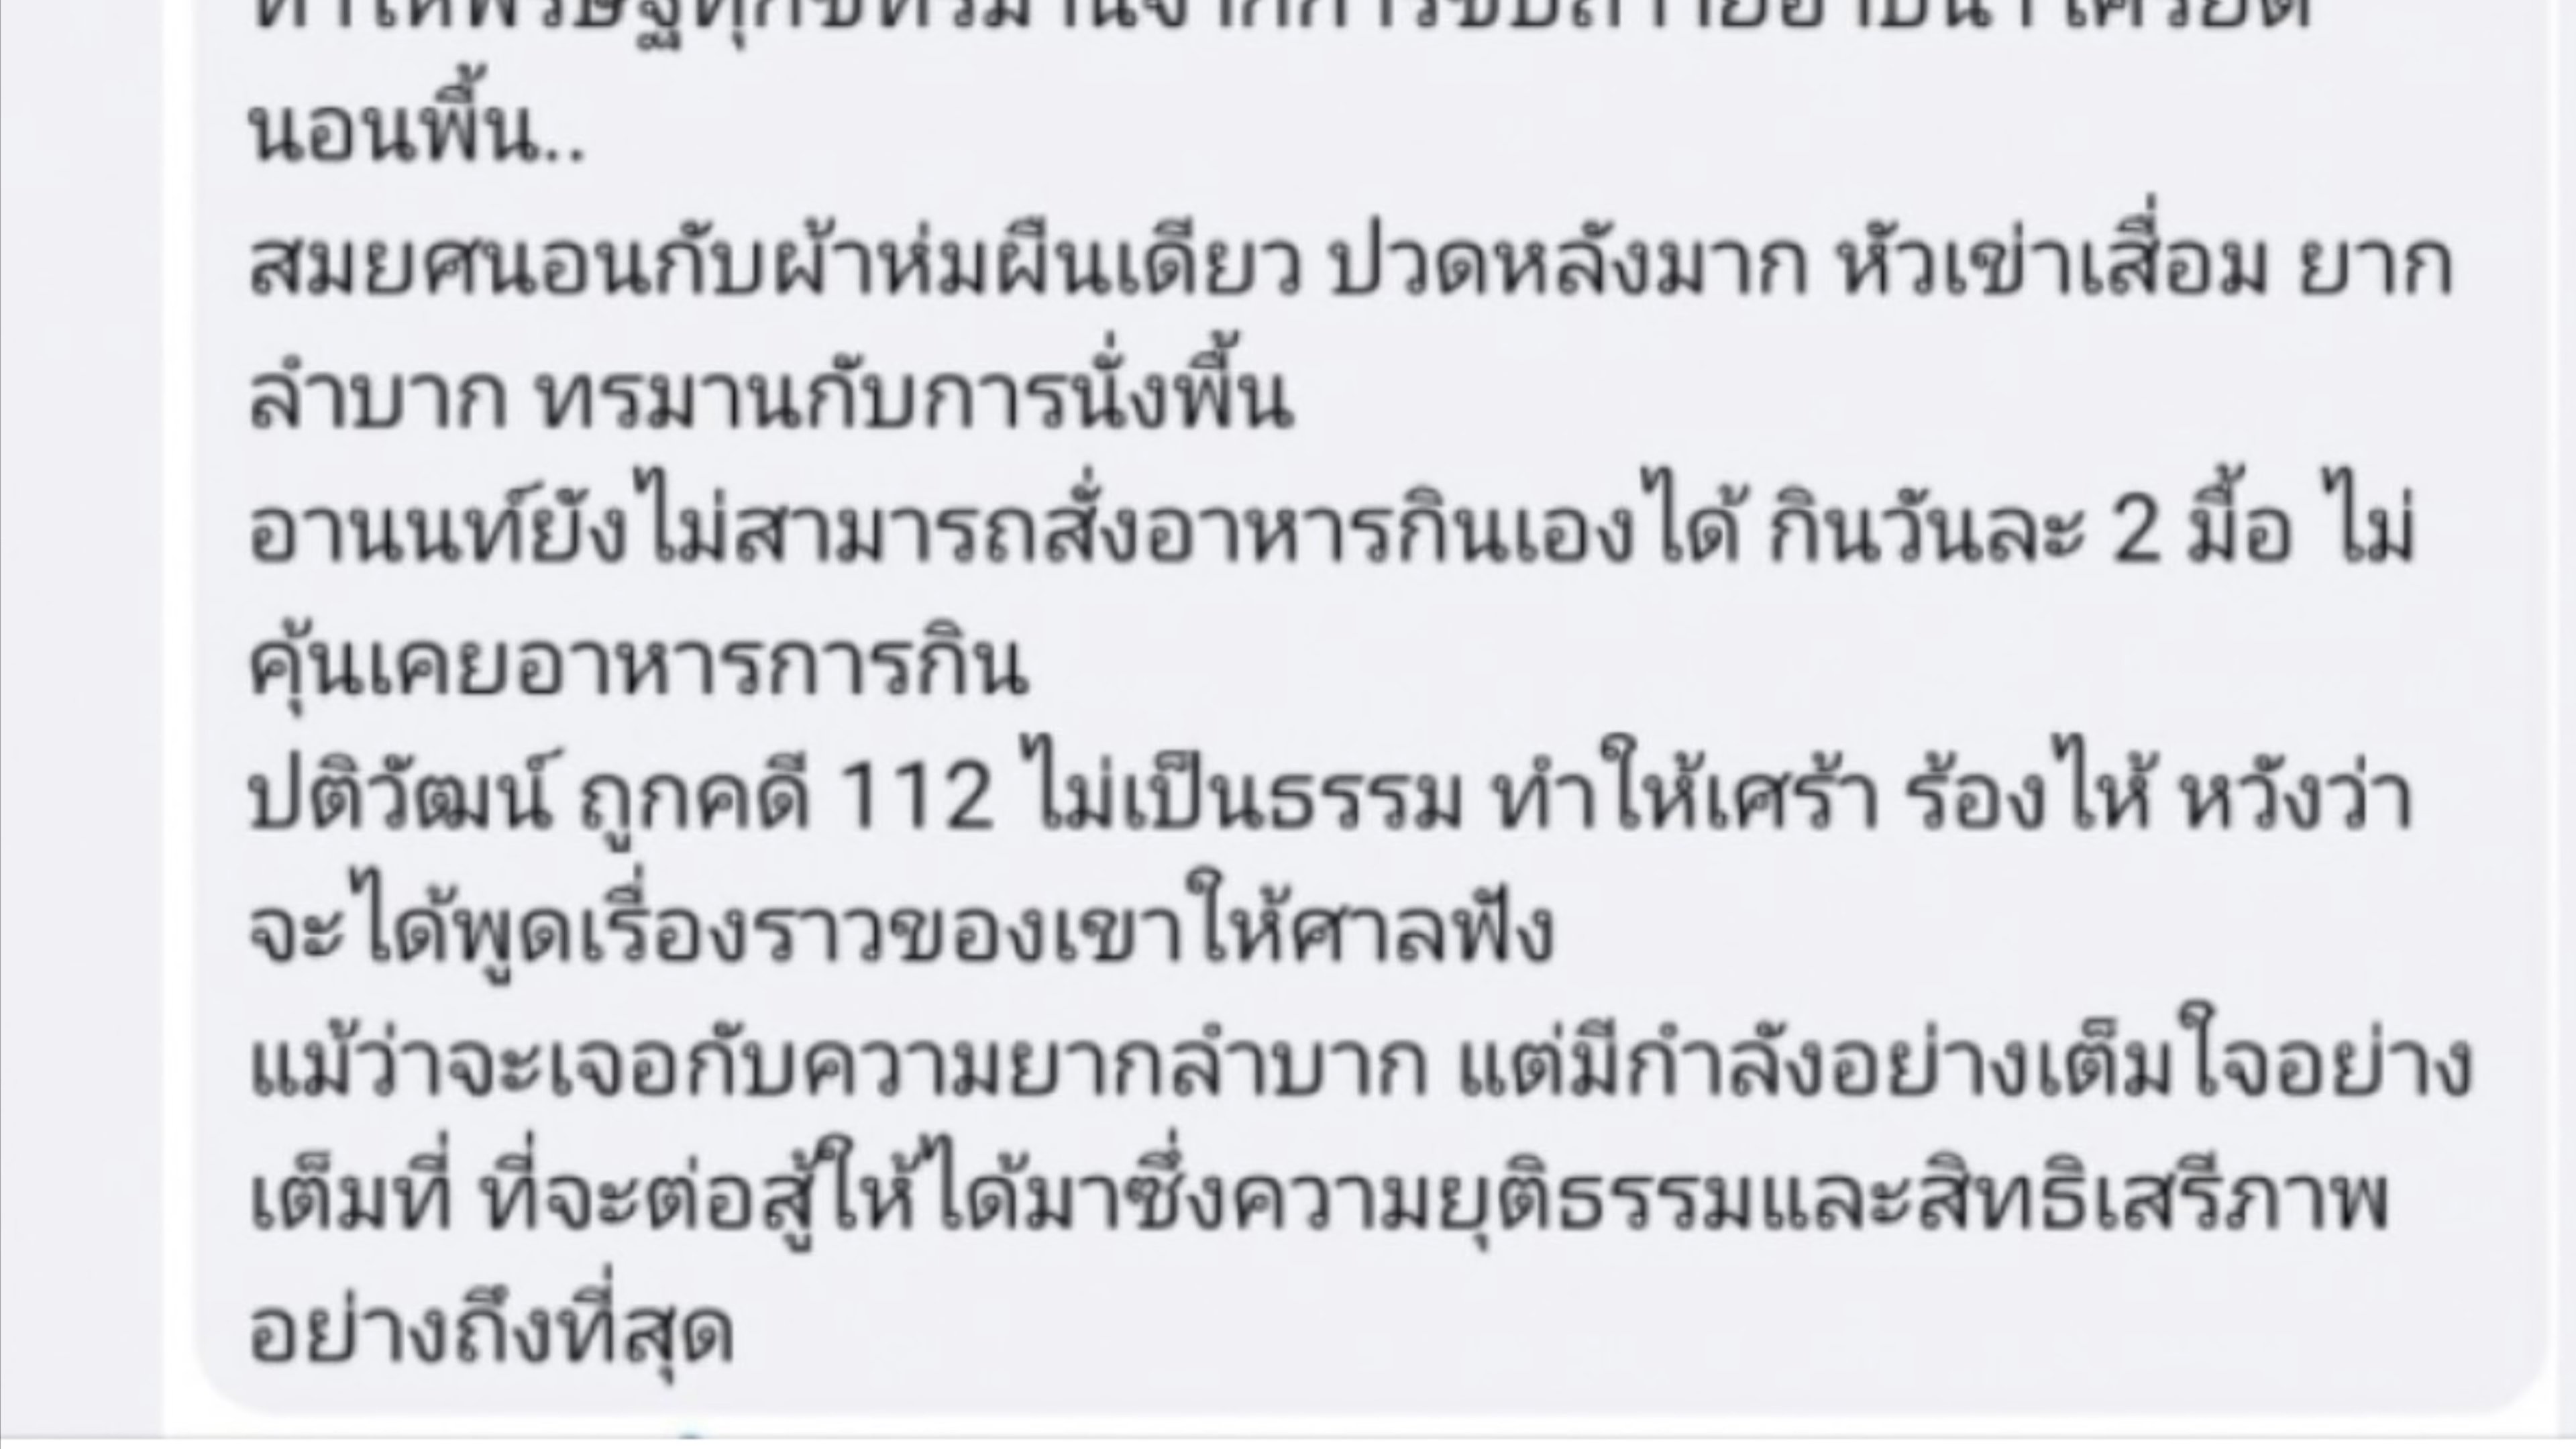 นอนพื้น..
สมยศนอนกับผ้าห่มผืนเดียว ปวดหลังมาก หัวเข่าเสื่อม ยาก
ลำบาก ทรมานกับการนั่งพื้น
อานนท์ยังไม่สามารถสั่งอาหารกินเองได้ กินวันละ 2 มื้อ ไม่
คุ้นเคยอาหารการกิน
ปติวัฒน์ ถูกคดี 112 ไม่เป็นธรรม ทำให้เศร้า ร้องไห้ หวังว่า
จะได้พูดเรื่องราวของเขาให้ศาลฟัง
แม้ว่าจะเจอกับความยากลำบาก แต่มีกำลังอย่างเต็มใจอย่าง
เต็มที่ ที่จะต่อสู้ให้ได้มาซึ่งความยุติธรรมและสิทธิเสรีภาพ
อย่างถึงที่สุด